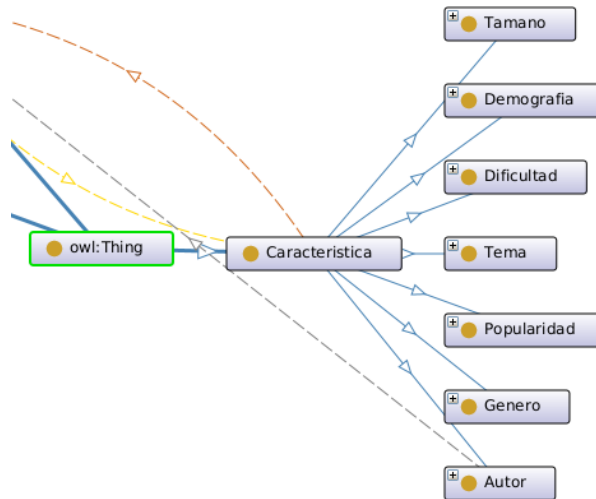 Tamano
Demografia
Dificultad
owl:Thing
Caracteristica
Tema
Popularidad
Genero
Autor